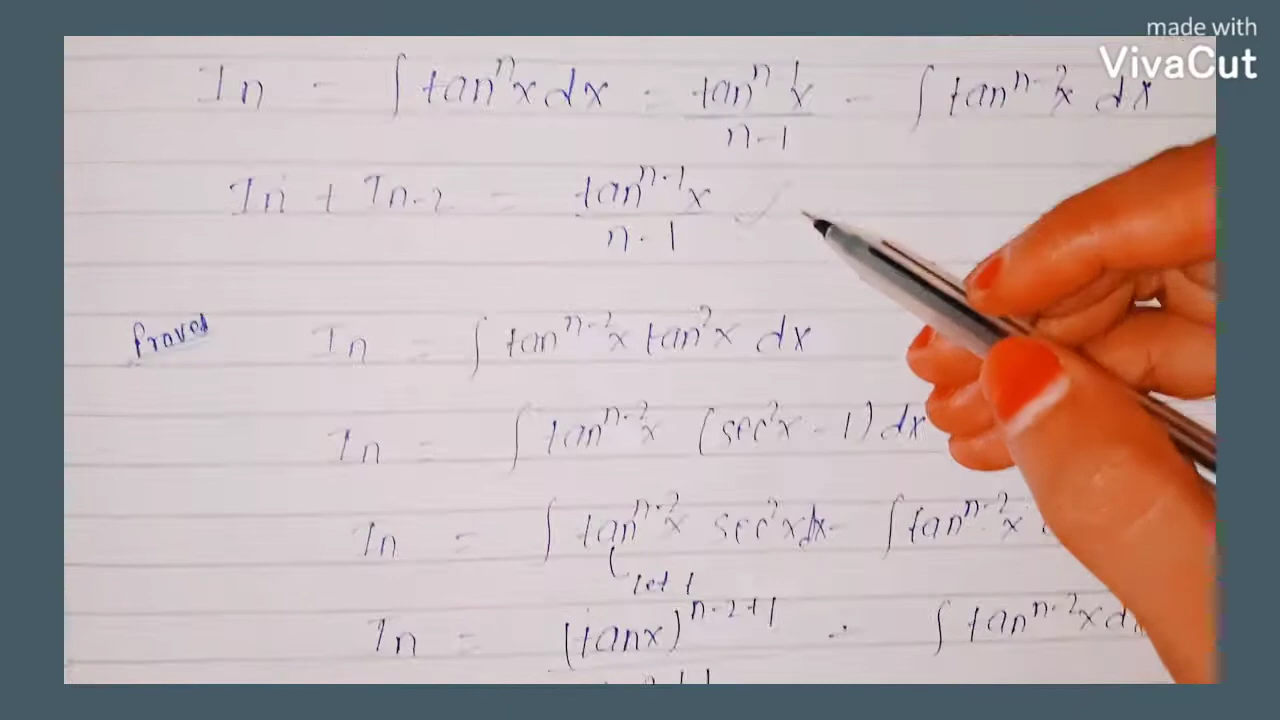 made with
VivaCut
In = ∫ tanⁿx dx = tanⁿ⁻¹x / n-1 - ∫ tanⁿ⁻²x dx
In + In-2 = tanⁿ⁻¹x / n-1 ✓
In = ∫ tanⁿ⁻²x tan²x dx
In = ∫ tanⁿ⁻²x (sec²x - 1) dx
In = ∫ tanⁿ⁻²x sec²x dx - ∫ tanⁿ⁻²x
let t
In = (tanx)ⁿ⁻²⁺¹ - ∫ tanⁿ⁻²x dx